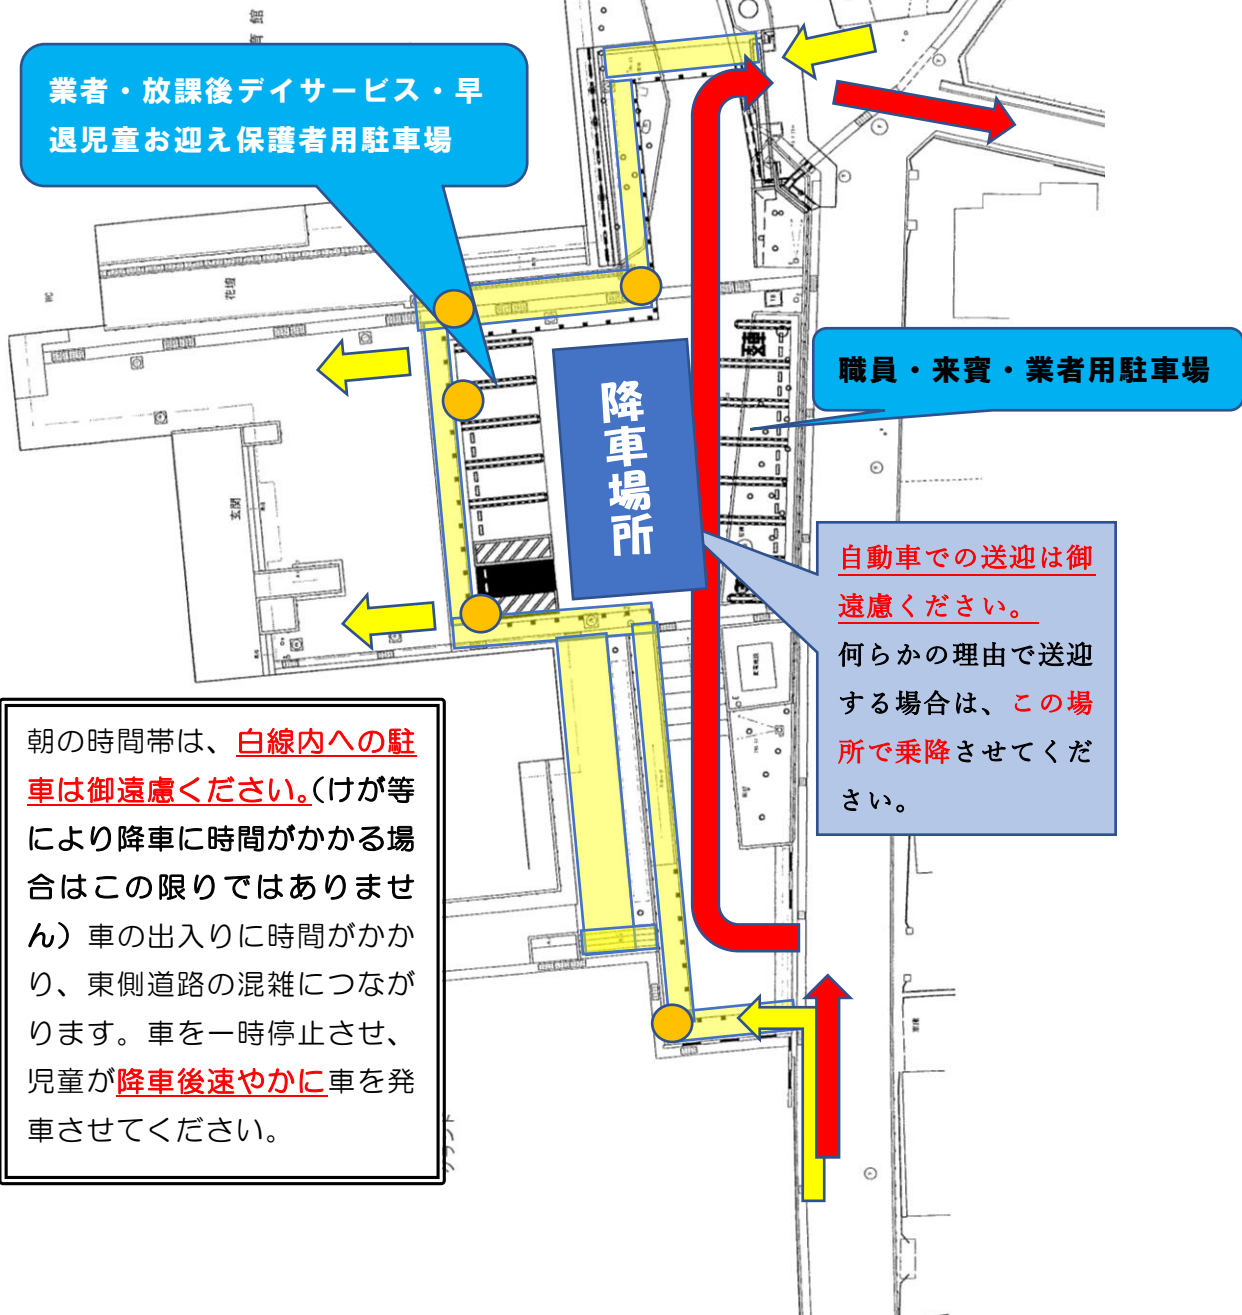 育館
業者・放課後デイサービス・早
退児童お迎え保護者用駐車場
花壇
WC
職員・来賓・業者用駐車場
降車場所
玄関
自動車での送迎は御
遠慮ください。
何らかの理由で送迎
する場合は、この場
所で乗降させてくだ
さい。
朝の時間帯は、白線内への駐
車は御遠慮ください。(けが等
により降車に時間がかかる場
合はこの限りではありませ
ん）車の出入りに時間がかか
り、東側道路の混雑につなが
ります。車を一時停止させ、
児童が降車後速やかに車を発
車させてください。